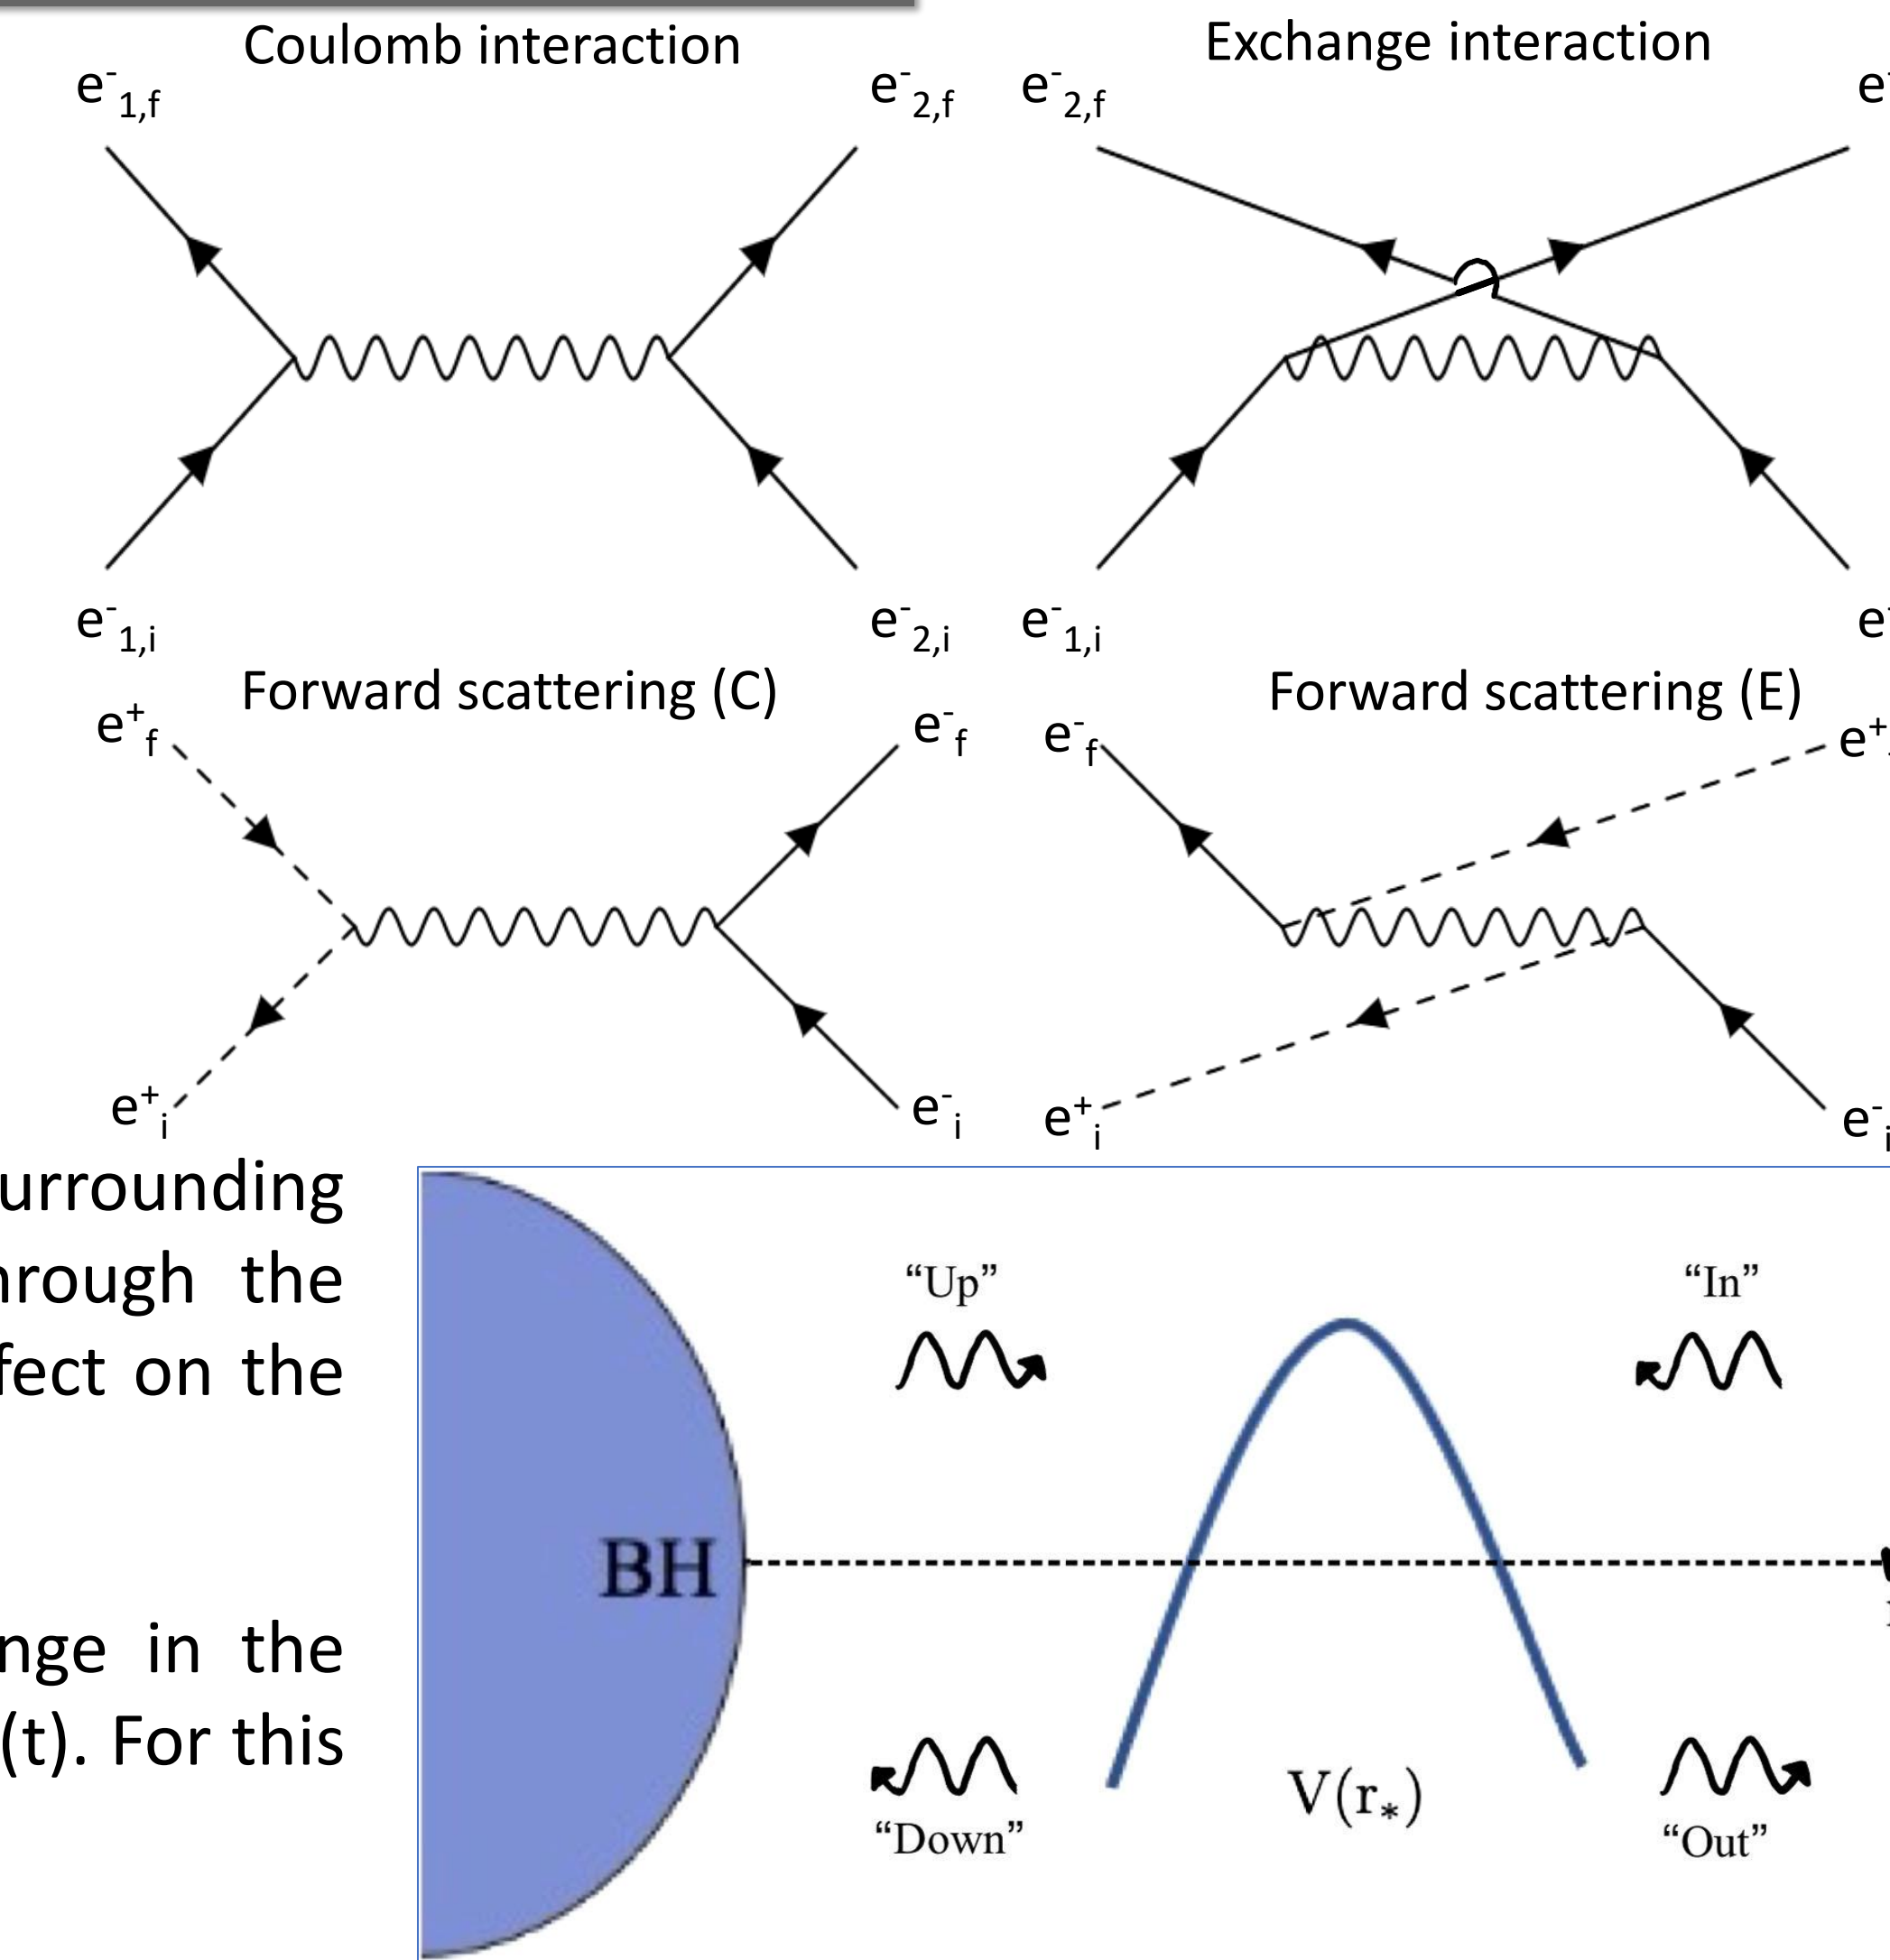 Coulomb interaction
Exchange interaction
e⁻1,f
e⁻2,f
e⁻2,f
e⁻
e⁻1,i
e⁻2,i
e⁻1,i
e⁻
Forward scattering (C)
Forward scattering (E)
e⁺f
e⁻f
e⁻f
e⁺
e⁺i
e⁻i
e⁺i
e⁻i
urrounding
hrough the
fect on the
nge in the
(t). For this
“Up”
“In”
BH
V(r*)
“Down”
“Out”